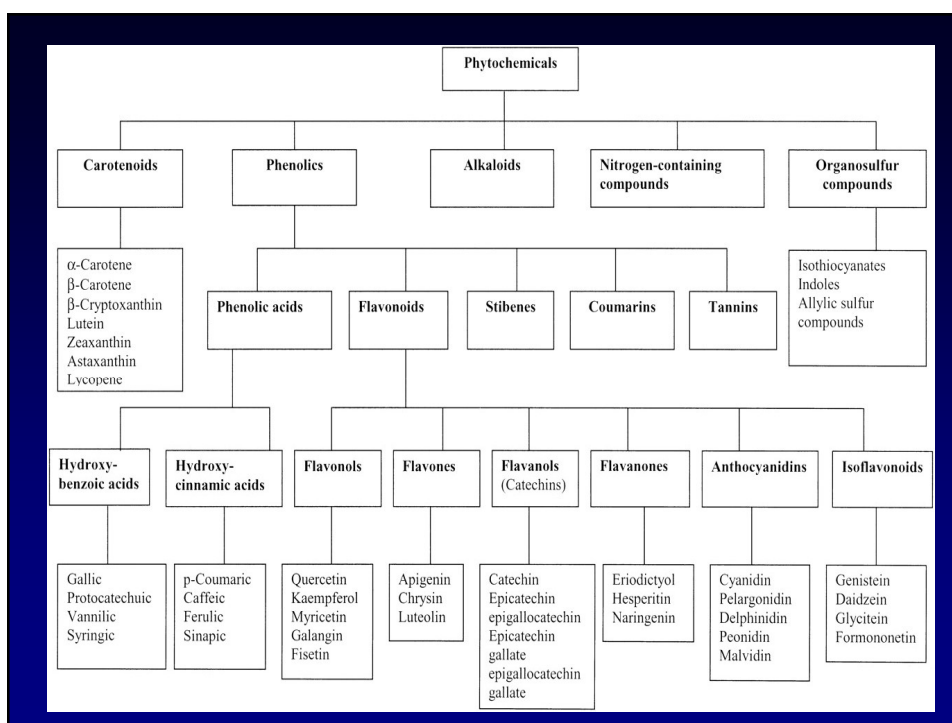 Phytochemicals
Carotenoids
Phenolics
Alkaloids
Nitrogen-containing
compounds
Organosulfur
compounds
α-Carotene
β-Carotene
β-Cryptoxanthin
Lutein
Zeaxanthin
Astaxanthin
Lycopene
Isothiocyanates
Indoles
Allylic sulfur
compounds
Phenolic acids
Flavonoids
Stibenes
Coumarins
Tannins
Hydroxy-
benzoic acids
Hydroxy-
cinnamic acids
Flavonols
Flavones
Flavanols
(Catechins)
Flavanones
Anthocyanidins
Isoflavonoids
Gallic
Protocatechuic
Vannilic
Syringic
p-Coumaric
Caffeic
Ferulic
Sinapic
Quercetin
Kaempferol
Myricetin
Galangin
Fisetin
Apigenin
Chrysin
Luteolin
Catechin
Epicatechin
epigallocatechin
Epicatechin
gallate
epigallocatechin
gallate
Eriodictyol
Hesperitin
Naringenin
Cyanidin
Pelargonidin
Delphinidin
Peonidin
Malvidin
Genistein
Daidzein
Glycitein
Formononetin